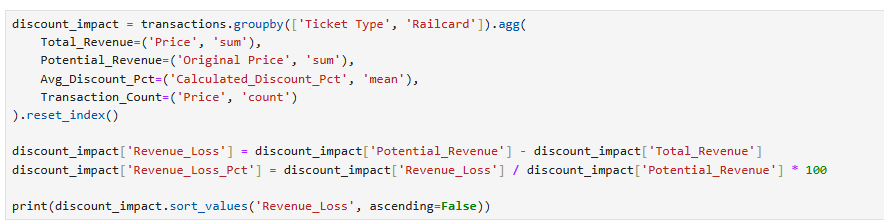 discount_impact = transactions.groupby(['Ticket Type', 'Railcard']).agg(
    Total_Revenue=('Price', 'sum'),
    Potential_Revenue=('Original Price', 'sum'),
    Avg_Discount_Pct=('Calculated_Discount_Pct', 'mean'),
    Transaction_Count=('Price', 'count')
).reset_index()

discount_impact['Revenue_Loss'] = discount_impact['Potential_Revenue'] - discount_impact['Total_Revenue']
discount_impact['Revenue_Loss_Pct'] = discount_impact['Revenue_Loss'] / discount_impact['Potential_Revenue'] * 100

print(discount_impact.sort_values('Revenue_Loss', ascending=False))